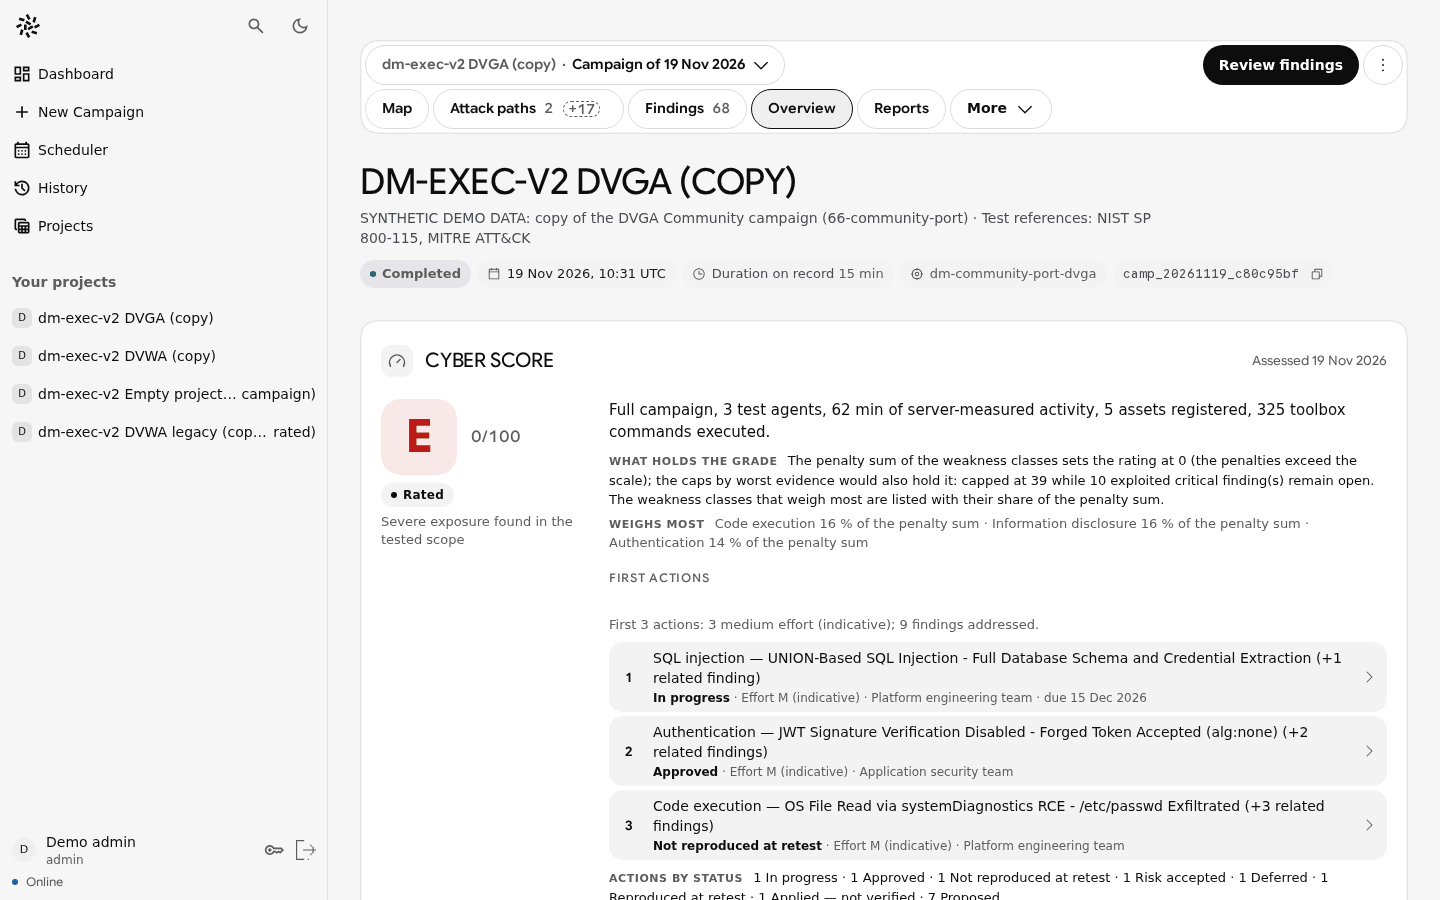 Dashboard
New Campaign
Scheduler
History
Projects
Your projects
D dm-exec-v2 DVGA (copy)
D dm-exec-v2 DVWA (copy)
D dm-exec-v2 Empty project… campaign)
D dm-exec-v2 DVWA legacy (cop… rated)
D Demo admin
admin
Online
dm-exec-v2 DVGA (copy) · Campaign of 19 Nov 2026
Review findings
Map
Attack paths 2 +17
Findings 68
Overview
Reports
More
DM-EXEC-V2 DVGA (COPY)
SYNTHETIC DEMO DATA: copy of the DVGA Community campaign (66-community-port) · Test references: NIST SP
800-115, MITRE ATT&CK
Completed
19 Nov 2026, 10:31 UTC
Duration on record 15 min
dm-community-port-dvga
camp_20261119_c80c95bf
CYBER SCORE
Assessed 19 Nov 2026
E 0/100
Rated
Severe exposure found in the
tested scope
Full campaign, 3 test agents, 62 min of server-measured activity, 5 assets registered, 325 toolbox
commands executed.
WHAT HOLDS THE GRADE The penalty sum of the weakness classes sets the rating at 0 (the penalties exceed the
scale); the caps by worst evidence would also hold it: capped at 39 while 10 exploited critical finding(s) remain open.
The weakness classes that weigh most are listed with their share of the penalty sum.
WEIGHS MOST Code execution 16 % of the penalty sum · Information disclosure 16 % of the penalty sum ·
Authentication 14 % of the penalty sum
FIRST ACTIONS
First 3 actions: 3 medium effort (indicative); 9 findings addressed.
1 SQL injection — UNION-Based SQL Injection - Full Database Schema and Credential Extraction (+1
related finding)
In progress · Effort M (indicative) · Platform engineering team · due 15 Dec 2026
2 Authentication — JWT Signature Verification Disabled - Forged Token Accepted (alg:none) (+2
related findings)
Approved · Effort M (indicative) · Application security team
3 Code execution — OS File Read via systemDiagnostics RCE - /etc/passwd Exfiltrated (+3 related
findings)
Not reproduced at retest · Effort M (indicative) · Platform engineering team
ACTIONS BY STATUS 1 In progress · 1 Approved · 1 Not reproduced at retest · 1 Risk accepted · 1 Deferred · 1
Reproduced at retest · 1 Applied — not verified · 7 Proposed